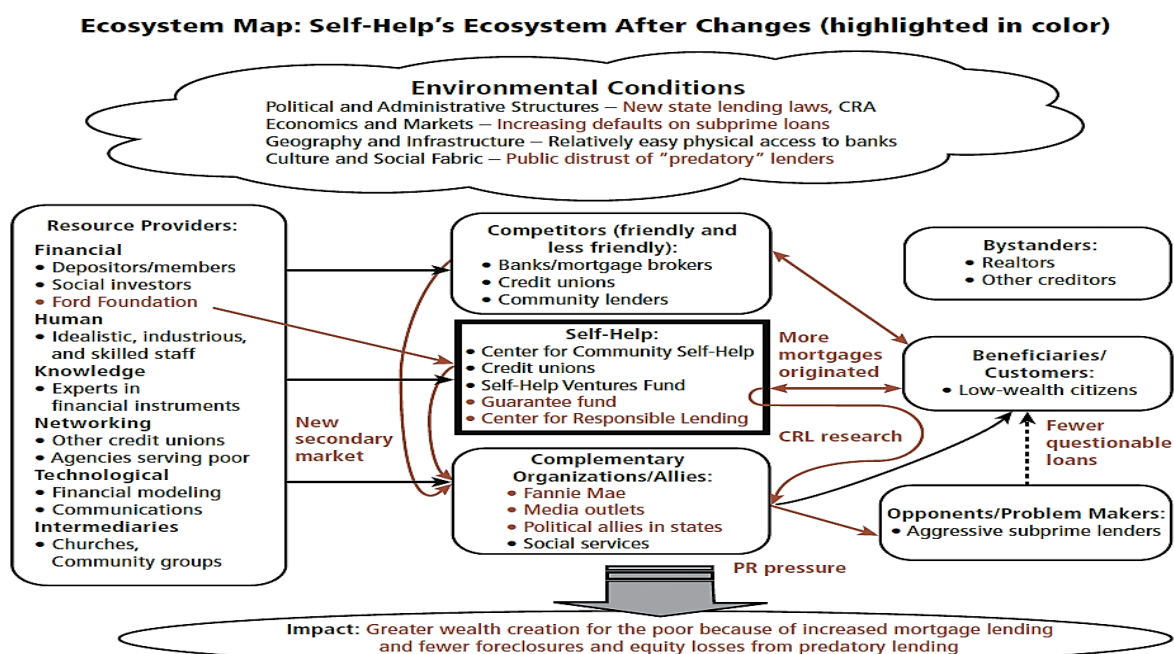 Ecosystem Map: Self-Help's Ecosystem After Changes (highlighted in color)
Environmental Conditions
Political and Administrative Structures – New state lending laws, CRA
Economics and Markets – Increasing defaults on subprime loans
Geography and Infrastructure – Relatively easy physical access to banks
Culture and Social Fabric – Public distrust of “predatory” lenders
Resource Providers:
Financial
• Depositors/members
• Social investors
• Ford Foundation
Human
• Idealistic, industrious,
and skilled staff
Knowledge
• Experts in
financial instruments
Networking
• Other credit unions
• Agencies serving poor
Technological
• Financial modeling
• Communications
Intermediaries
• Churches,
Community groups
New
secondary
market
Competitors (friendly and
less friendly):
• Banks/mortgage brokers
• Credit unions
• Community lenders
Self-Help:
• Center for Community Self-Help
• Credit unions
• Self-Help Ventures Fund
• Guarantee fund
• Center for Responsible Lending
Complementary
Organizations/Allies:
• Fannie Mae
• Media outlets
• Political allies in states
• Social services
More
mortgages
originated
CRL research
PR pressure
Bystanders:
• Realtors
• Other creditors
Beneficiaries/
Customers:
• Low-wealth citizens
Fewer
questionable
loans
Opponents/Problem Makers:
• Aggressive subprime lenders
Impact: Greater wealth creation for the poor because of increased mortgage lending
and fewer foreclosures and equity losses from predatory lending